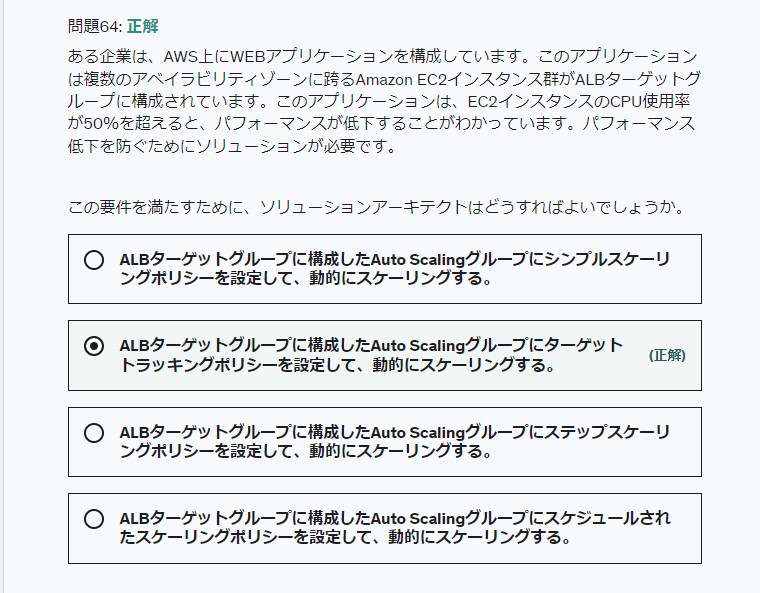 問題64: 正解
ある企業は、AWS上にWEBアプリケーションを構成しています。このアプリケーション
は複数のアベイラビリティゾーンに跨るAmazon EC2インスタンス群がALBターゲットグ
ループに構成されています。このアプリケーションは、EC2インスタンスのCPU使用率
が50％を超えると、パフォーマンスが低下することがわかっています。パフォーマンス
低下を防ぐためにソリューションが必要です。
この要件を満たすために、ソリューションアーキテクトはどうすればよいでしょうか。
ALBターゲットグループに構成したAuto Scalingグループにシンプルスケーリ
ングポリシーを設定して、動的にスケーリングする。
ALBターゲットグループに構成したAuto Scalingグループにターゲット
トラッキングポリシーを設定して、動的にスケーリングする。
(正解)
ALBターゲットグループに構成したAuto Scalingグループにステップスケーリ
ングポリシーを設定して、動的にスケーリングする。
ALBターゲットグループに構成したAuto Scalingグループにスケジュールされ
たスケーリングポリシーを設定して、動的にスケーリングする。